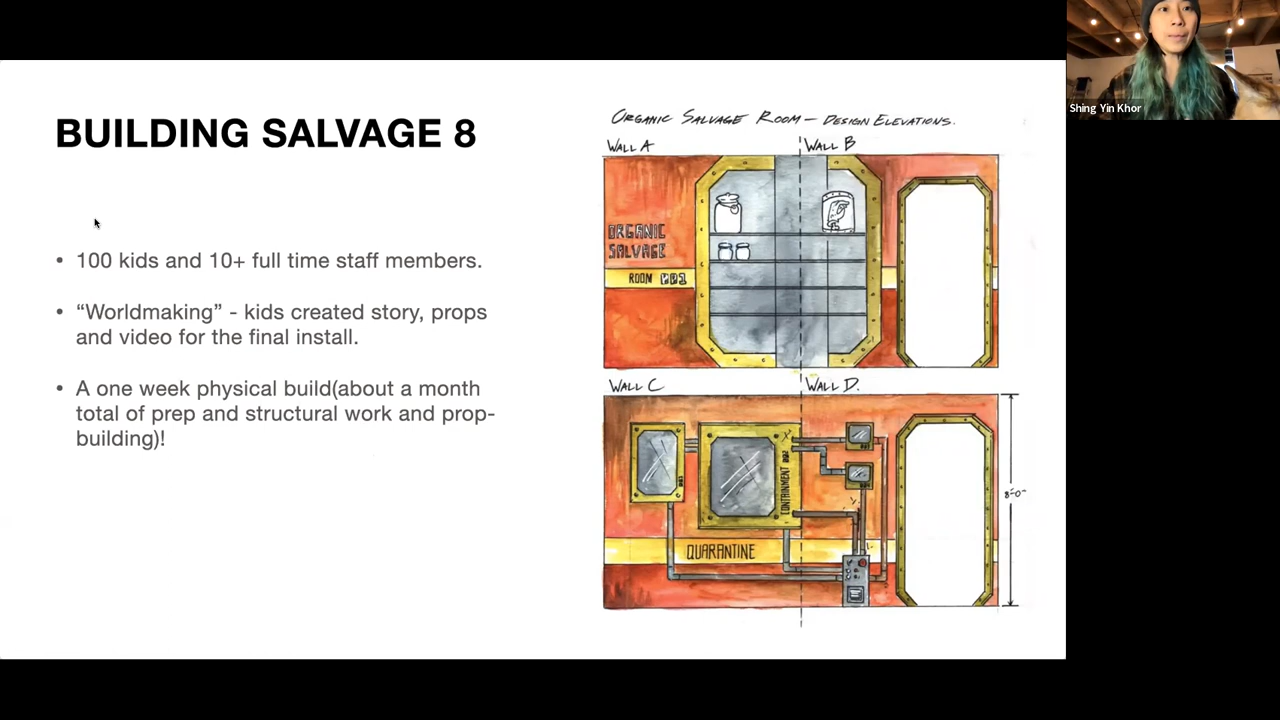 BUILDING SALVAGE 8
• 100 kids and 10+ full time staff members.
• “Worldmaking” - kids created story, props
and video for the final install.
• A one week physical build(about a month
total of prep and structural work and prop-
building)!
ORGANIC SALVAGE ROOM — DESIGN ELEVATIONS.
WALL A
WALL B
ORGANIC
SALVAGE
ROOM 001
WALL C
WALL D.
CONTAINMENT 002
QUARANTINE
8'-0"
Shing Yin Khor